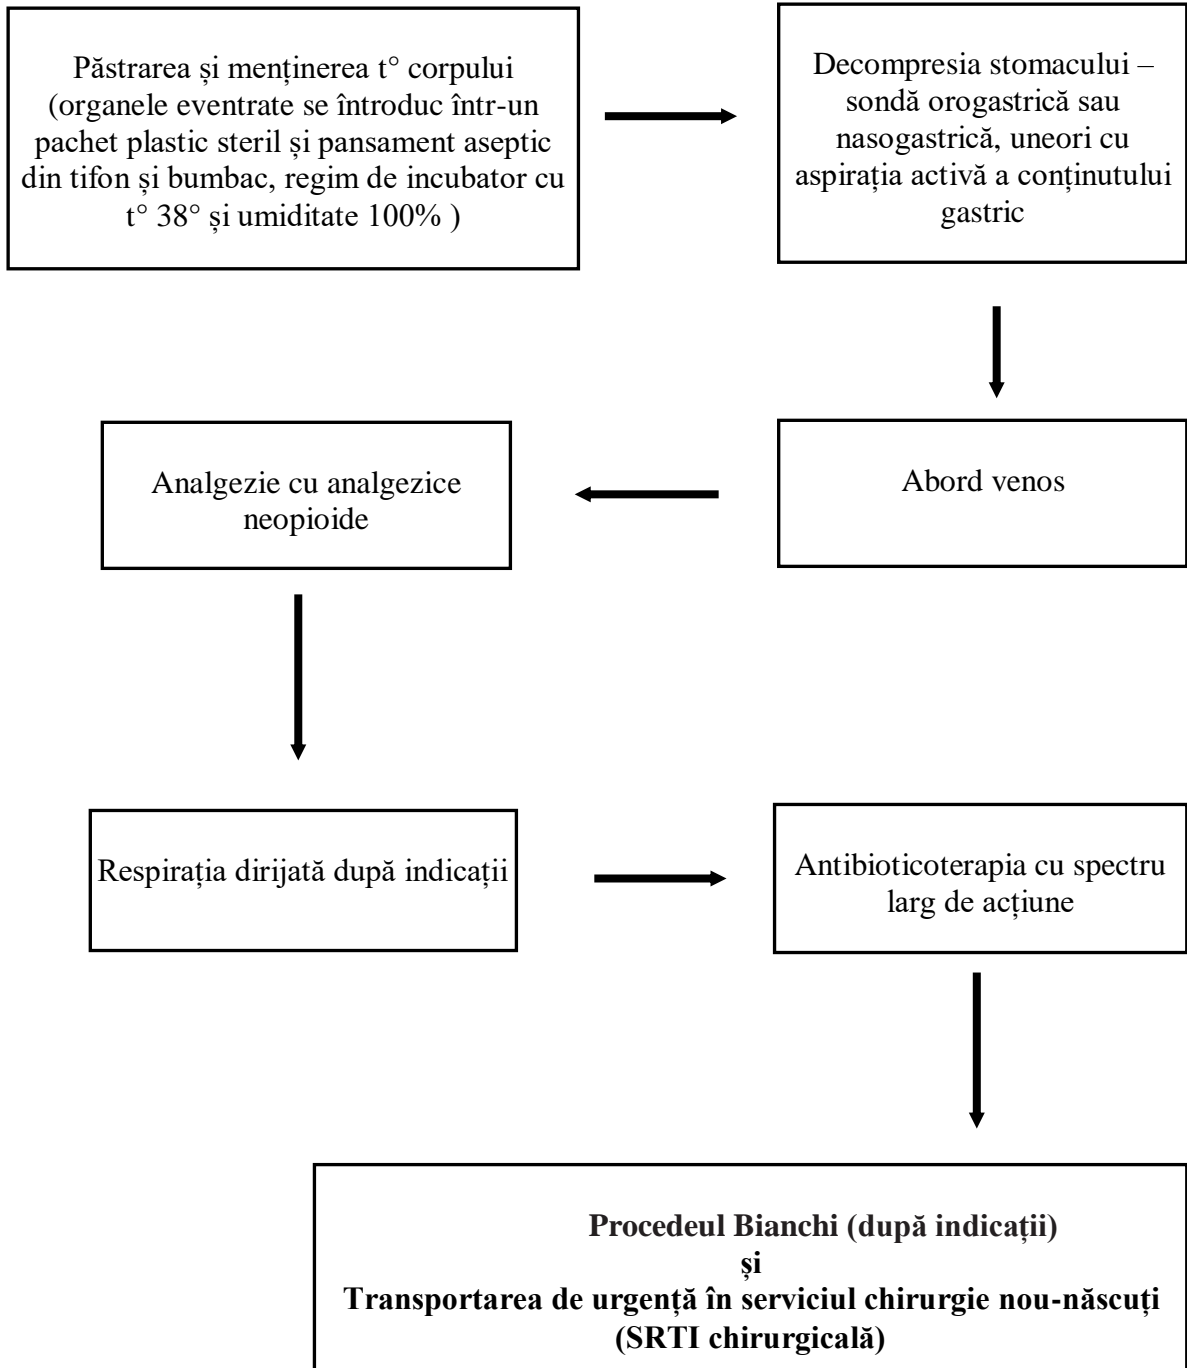 Păstrarea și menținerea t° corpului
(organele eventrate se întroduc într-un
pachet plastic steril și pansament aseptic
din tifon și bumbac, regim de incubator cu
t° 38° și umiditate 100% )
Decompresia stomacului –
sondă orogastrică sau
nasogastrică, uneori cu
aspirația activă a conținutului
gastric
Abord venos
Analgezie cu analgezice
neopioide
Respirația dirijată după indicații
Antibioticoterapia cu spectru
larg de acțiune
Procedeul Bianchi (după indicații)
și
Transportarea de urgență în serviciul chirurgie nou-născuți
(SRTI chirurgicală)